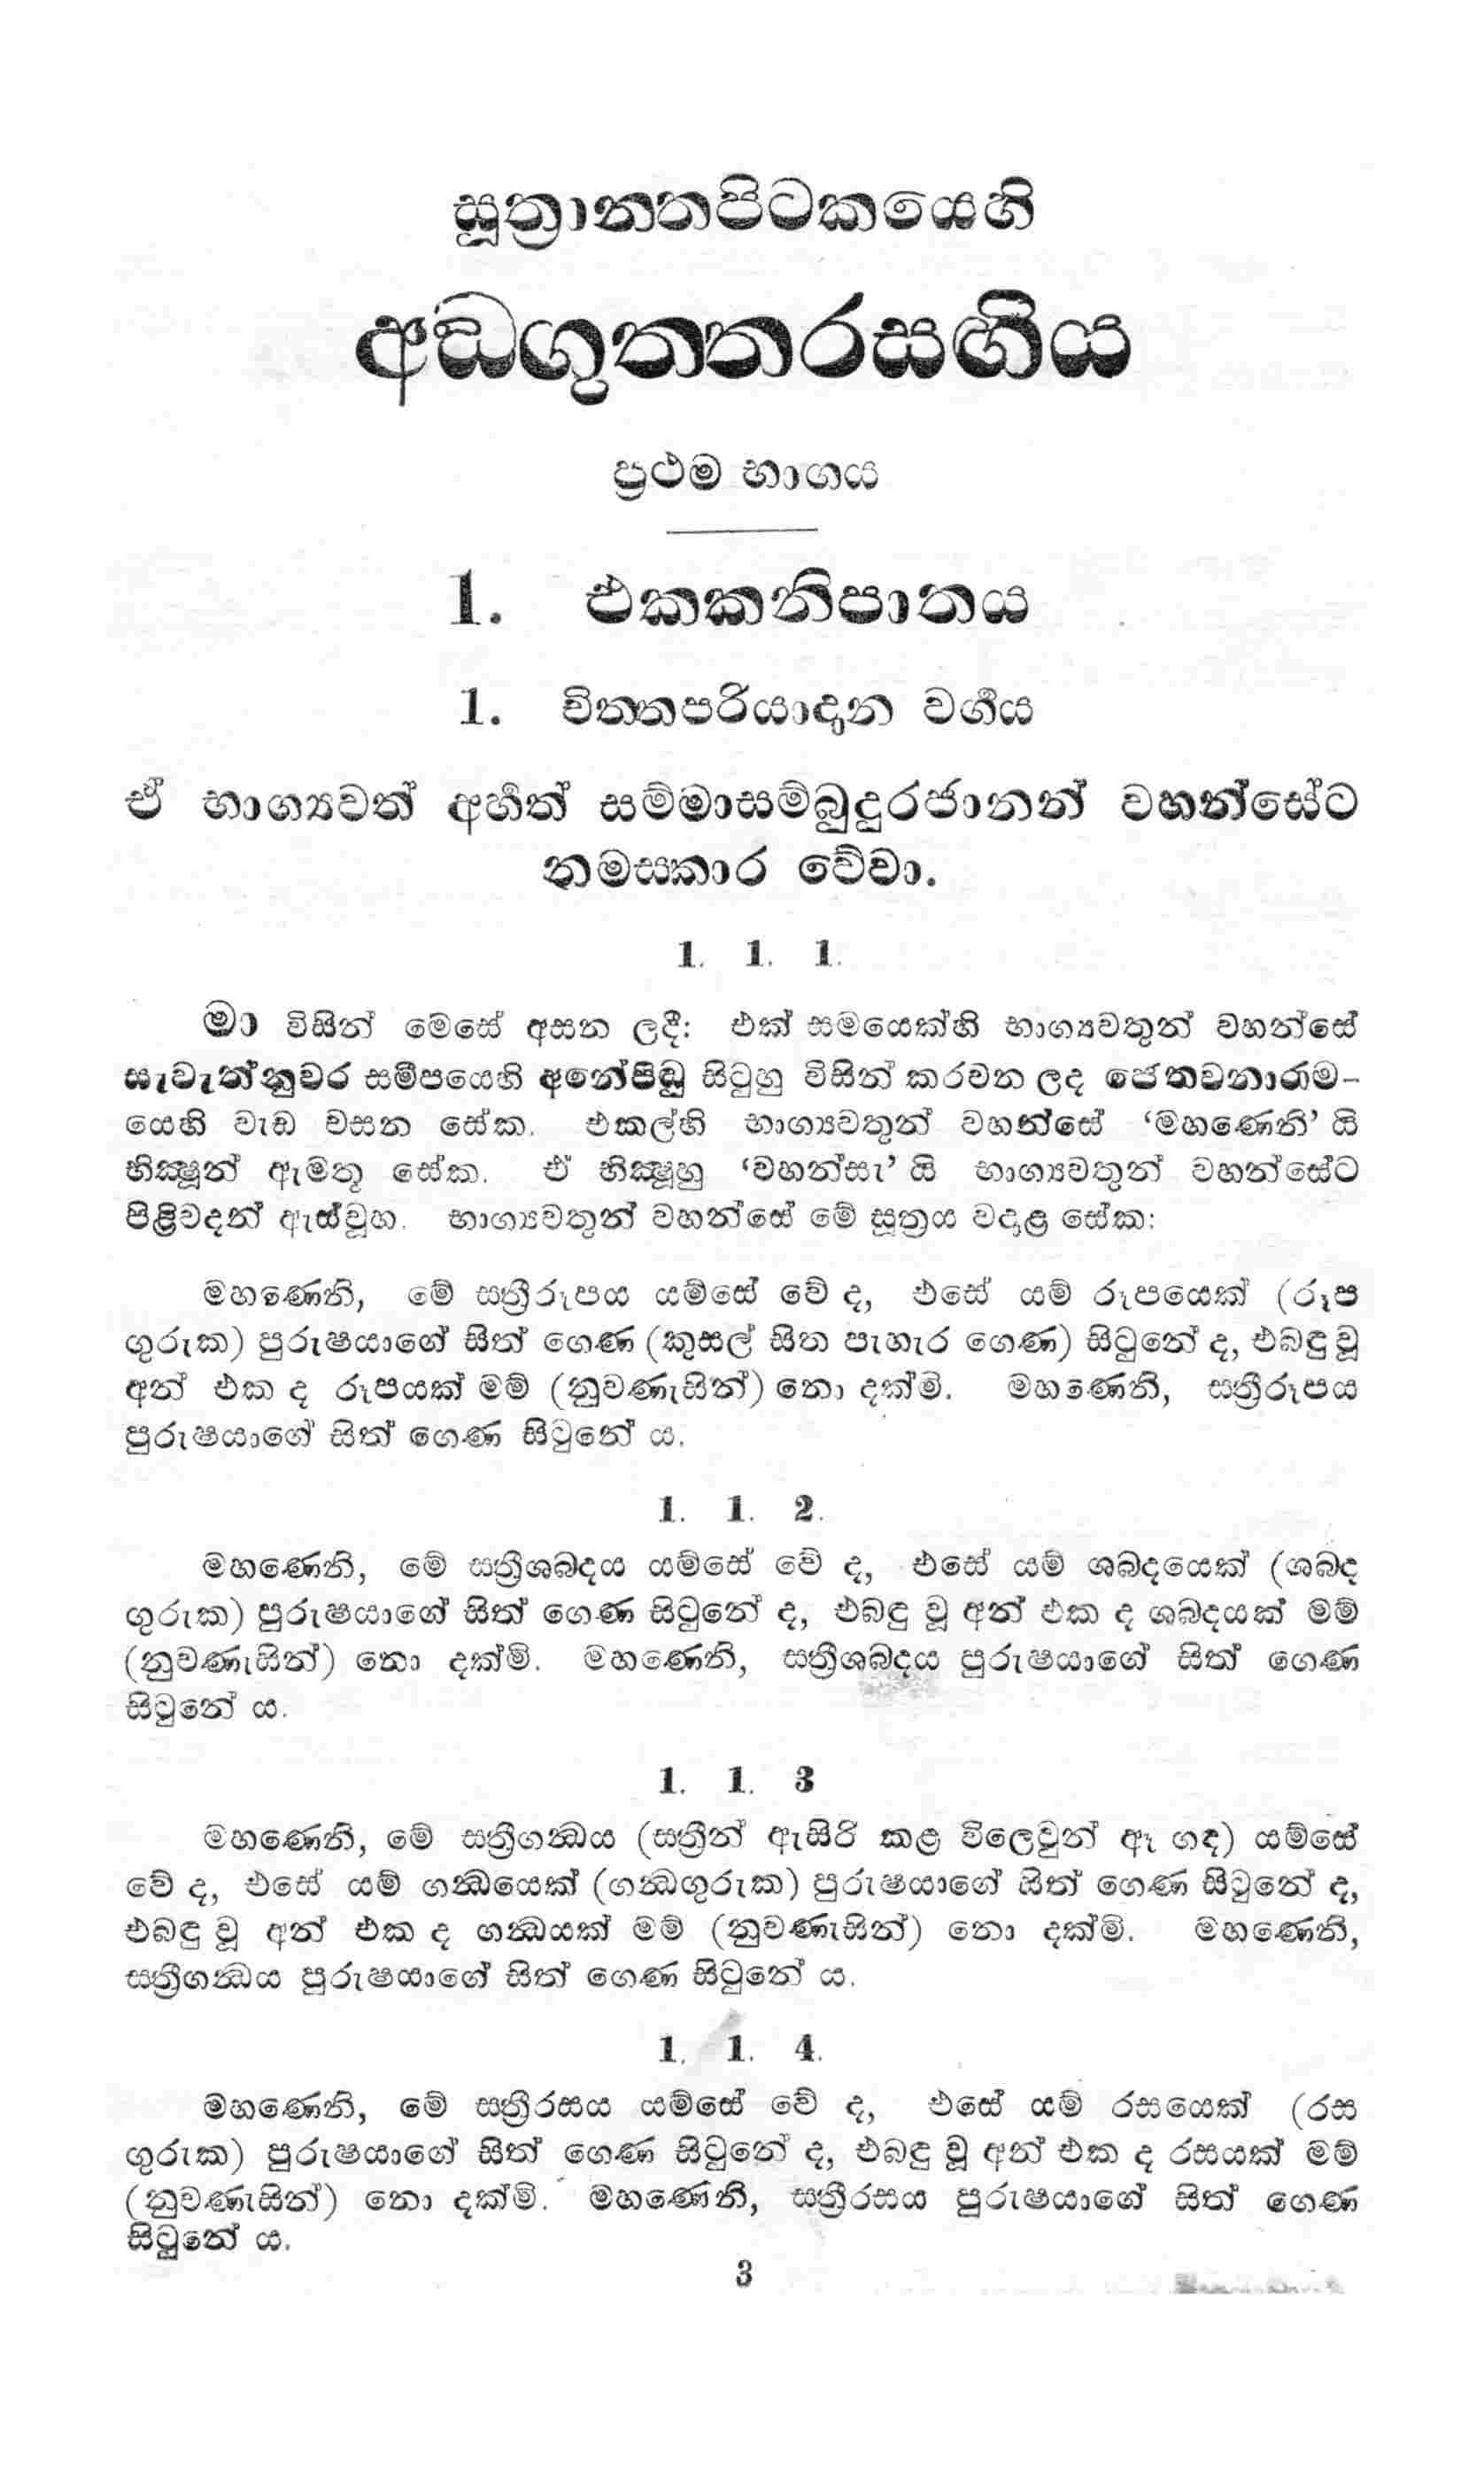 සූත්‍රාන‍්තපිටකයෙහි
අඞ‍්ගුත‍්තරසඟිය
ප්‍රථම භාගය
1. එකකනිපාතය
1. චිත‍්තපරියාදාන වර්‍ගය
ඒ භාග්‍යවත් අර්‍හත් සම්මාසම්බුදුරජානන් වහන්සේට
නමස‍්කාර වේවා.
1. 1. 1.
මා විසින් මෙසේ අසන ලදී: එක් සමයෙක්හි භාග්‍යවතුන් වහන්සේ
සැවැත්නුවර සමීපයෙහි අනේපිඬු සිටුහු විසින් කරවන ලද ජෙතවනාරාම-
යෙහි වැඩ වසන සේක. එකල්හි භාග්‍යවතුන් වහන්සේ ‘මහණෙනි’ යි
භික්‍ෂූන් ඇමතූ සේක. ඒ භික්‍ෂූහු ‘වහන්සැ’ යි භාග්‍යවතුන් වහන්සේට
පිළිවදන් ඇස්වූහ. භාග්‍යවතුන් වහන්සේ මේ සූත්‍රය වදාළ සේක:
මහණෙනි, මේ ස‍්ත්‍රීරූපය යම්සේ වේ ද, එසේ යම් රූපයෙක් (රූප
ගුරුක) පුරුෂයාගේ සිත් ගෙණ (කුසල් සිත පැහැර ගෙණ) සිටුනේ ද, එබඳු වූ
අන් එක ද රූපයක් මම් (නුවණැසින්) නො දක්මි. මහණෙනි, ස‍්ත්‍රීරූපය
පුරුෂයාගේ සිත් ගෙණ සිටුනේ ය.
1. 1. 2.
මහණෙනි, මේ ස‍්ත්‍රීශබ‍්දය යම්සේ වේ ද, එසේ යම් ශබ‍්දයෙක් (ශබ‍්ද
ගුරුක) පුරුෂයාගේ සිත් ගෙණ සිටුනේ ද, එබඳු වූ අන් එක ද ශබ‍්දයක් මම්
(නුවණැසින්) නො දක්මි. මහණෙනි, ස‍්ත්‍රීශබ‍්දය පුරුෂයාගේ සිත් ගෙණ
සිටුනේ ය.
1. 1. 3
මහණෙනි, මේ ස‍්ත්‍රීගන්‍ධය (ස‍්ත්‍රීන් ඇසිරි කළ විලෙවුන් ඈ ගඳ) යම්සේ
වේ ද, එසේ යම් ගන්‍ධයෙක් (ගන්‍ධගුරුක) පුරුෂයාගේ සිත් ගෙණ සිටුනේ ද,
එබඳු වූ අන් එක ද ගන්‍ධයක් මම් (නුවණැසින්) නො දක්මි. මහණෙනි,
ස‍්ත්‍රීගන්‍ධය පුරුෂයාගේ සිත් ගෙණ සිටුනේ ය.
1. 1. 4.
මහණෙනි, මේ ස‍්ත්‍රීරසය යම්සේ වේ ද, එසේ යම් රසයෙක් (රස
ගුරුක) පුරුෂයාගේ සිත් ගෙණ සිටුනේ ද, එබඳු වූ අන් එක ද රසයක් මම්
(නුවණැසින්) නො දක්මි. මහණෙනි, ස‍්ත්‍රීරසය පුරුෂයාගේ සිත් ගෙණ
සිටුනේ ය.
3